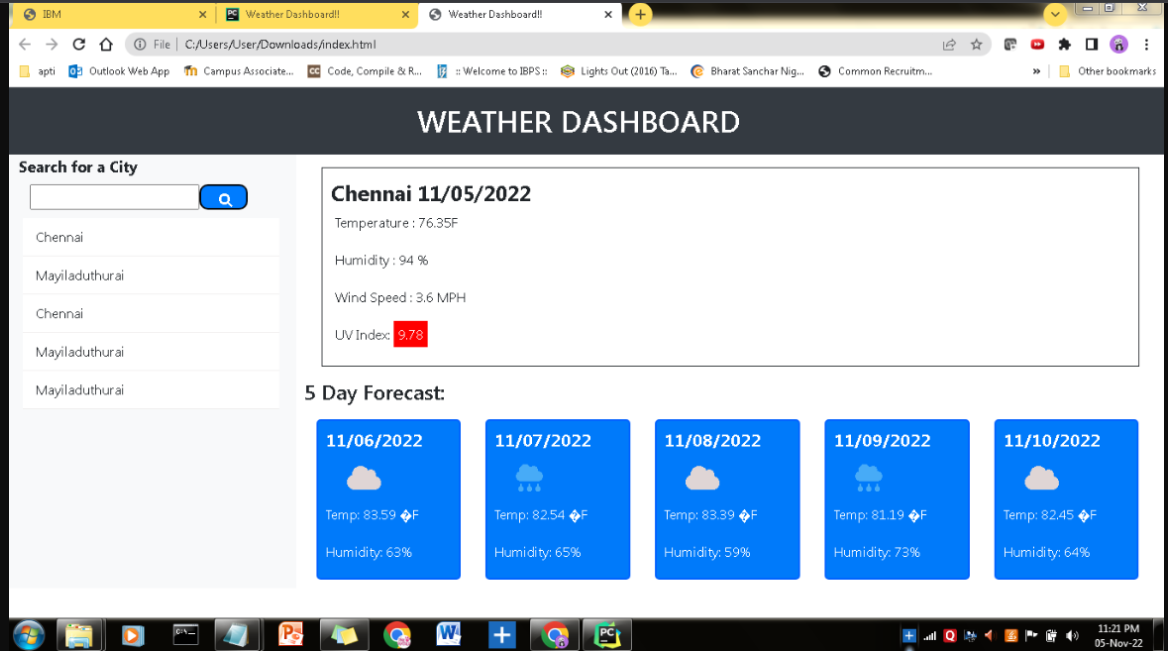 IBM
Weather Dashboard!!
Weather Dashboard!!
File | C:/Users/User/Downloads/index.html
apti
Outlook Web App
Campus Associate...
Code, Compile & R...
:: Welcome to IBPS ::
Lights Out (2016) Ta...
Bharat Sanchar Nig...
Common Recruitm...
»
Other bookmarks
WEATHER DASHBOARD
Search for a City
Chennai
Mayiladuthurai
Chennai
Mayiladuthurai
Mayiladuthurai
Chennai 11/05/2022
Temperature : 76.35F
Humidity : 94 %
Wind Speed : 3.6 MPH
UV Index: 9.78
5 Day Forecast:
11/06/2022
Temp: 83.59 �F
Humidity: 63%
11/07/2022
Temp: 82.54 �F
Humidity: 65%
11/08/2022
Temp: 83.39 �F
Humidity: 59%
11/09/2022
Temp: 81.19 �F
Humidity: 73%
11/10/2022
Temp: 82.45 �F
Humidity: 64%
11:21 PM
05-Nov-22